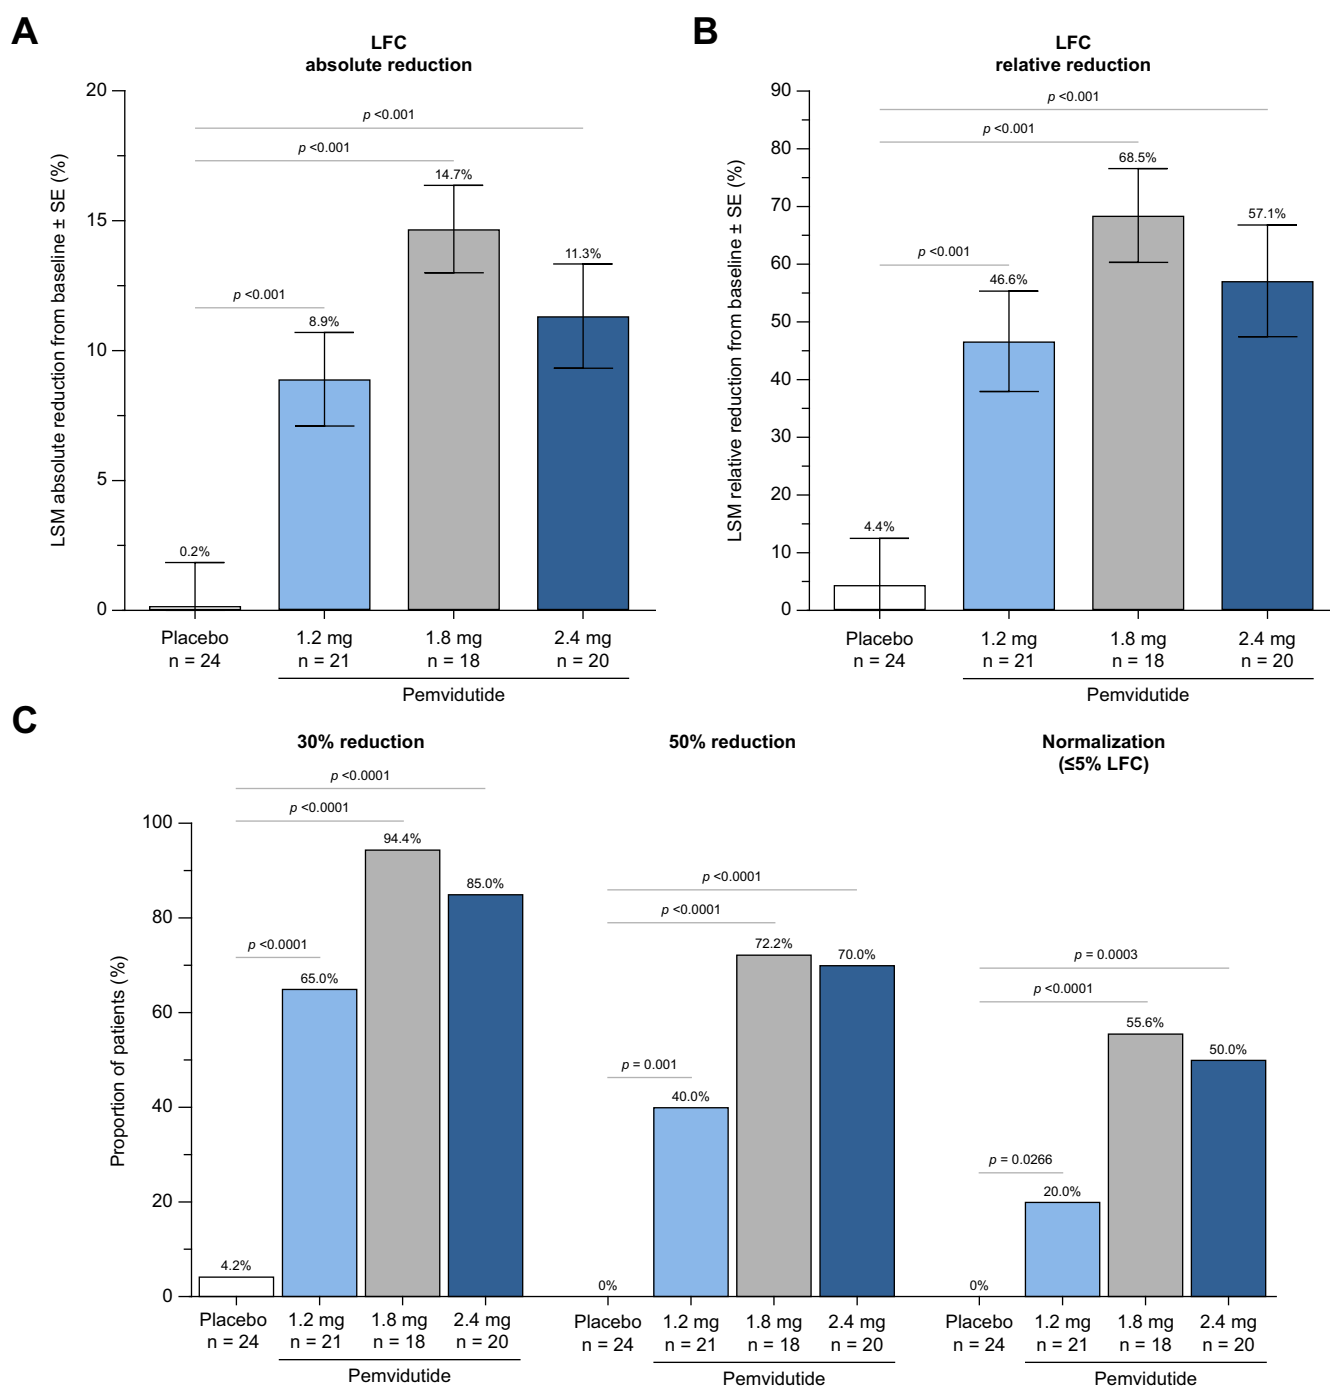 A
LFC
absolute reduction
LSM absolute reduction from baseline ± SE (%)
20
15
10
5
0
p <0.001
p <0.001
p <0.001
0.2%
8.9%
14.7%
11.3%
Placebo
n = 24
1.2 mg
n = 21
1.8 mg
n = 18
2.4 mg
n = 20
Pemvidutide
B
LFC
relative reduction
LSM relative reduction from baseline ± SE (%)
90
80
70
60
50
40
30
20
10
0
p <0.001
p <0.001
p <0.001
4.4%
46.6%
68.5%
57.1%
Placebo
n = 24
1.2 mg
n = 21
1.8 mg
n = 18
2.4 mg
n = 20
Pemvidutide
C
Proportion of patients (%)
100
80
60
40
20
0
30% reduction
p <0.0001
p <0.0001
p <0.0001
4.2%
65.0%
94.4%
85.0%
Placebo
n = 24
1.2 mg
n = 21
1.8 mg
n = 18
2.4 mg
n = 20
Pemvidutide
50% reduction
p <0.0001
p <0.0001
p = 0.001
0%
40.0%
72.2%
70.0%
Placebo
n = 24
1.2 mg
n = 21
1.8 mg
n = 18
2.4 mg
n = 20
Pemvidutide
Normalization
(≤5% LFC)
p = 0.0003
p <0.0001
p = 0.0266
0%
20.0%
55.6%
50.0%
Placebo
n = 24
1.2 mg
n = 21
1.8 mg
n = 18
2.4 mg
n = 20
Pemvidutide